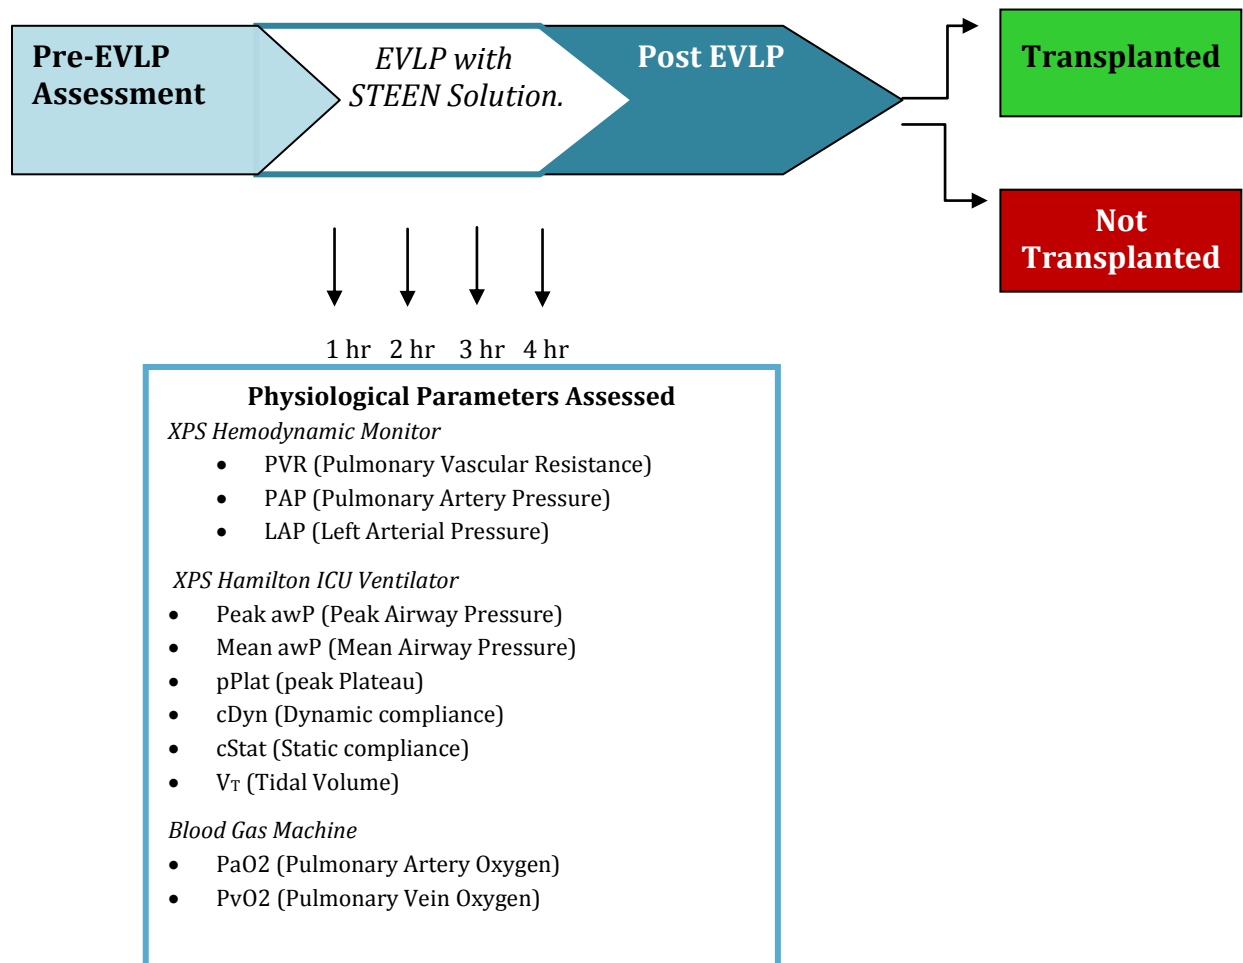 Pre-EVLP
Assessment
EVLP with
STEEN Solution.
Post EVLP
Transplanted
Not
Transplanted
1 hr 2 hr 3 hr 4 hr
Physiological Parameters Assessed
XPS Hemodynamic Monitor
• PVR (Pulmonary Vascular Resistance)
• PAP (Pulmonary Artery Pressure)
• LAP (Left Arterial Pressure)
XPS Hamilton ICU Ventilator
• Peak awP (Peak Airway Pressure)
• Mean awP (Mean Airway Pressure)
• pPlat (peak Plateau)
• cDyn (Dynamic compliance)
• cStat (Static compliance)
• VT (Tidal Volume)
Blood Gas Machine
• PaO2 (Pulmonary Artery Oxygen)
• PvO2 (Pulmonary Vein Oxygen)